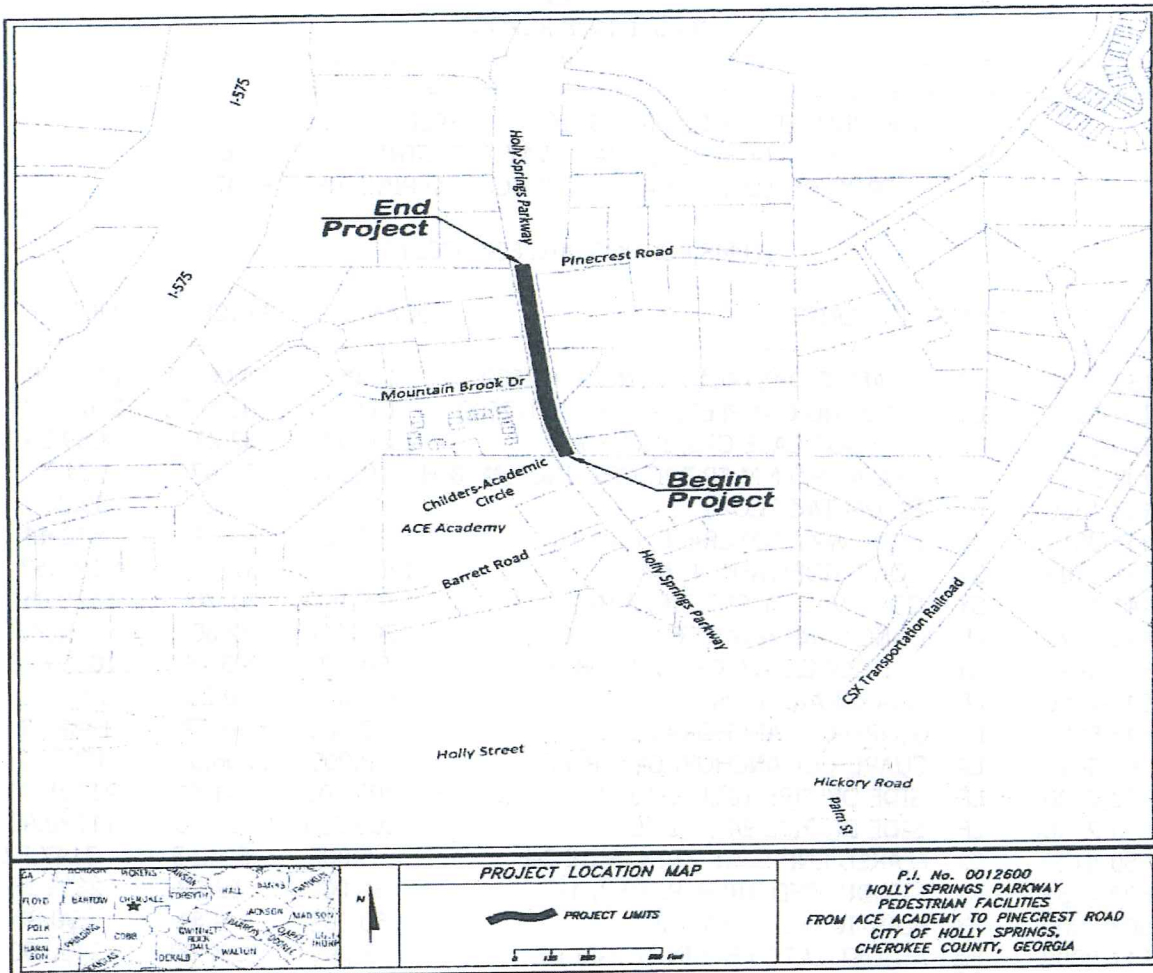 I-575
Holly Springs Parkway
End
Project
Pinecrest Road
I-575
Mountain Brook Dr
Begin
Project
Childers-Academic
Circle
ACE Academy
Barrett Road
Holly Springs Parkway
CSX Transportation Railroad
Holly Street
Hickory Road
Palm St
FLOYD
BARTOW
CHEROKEE
FORSYTH
HALL
BANKS
POLK
COBB
JACKSON
MADISON
DEKALB
WALTON
N
PROJECT LOCATION MAP
PROJECT LIMITS
0
P.I. No. 0012600
HOLLY SPRINGS PARKWAY
PEDESTRIAN FACILITIES
FROM ACE ACADEMY TO PINECREST ROAD
CITY OF HOLLY SPRINGS,
CHEROKEE COUNTY, GEORGIA